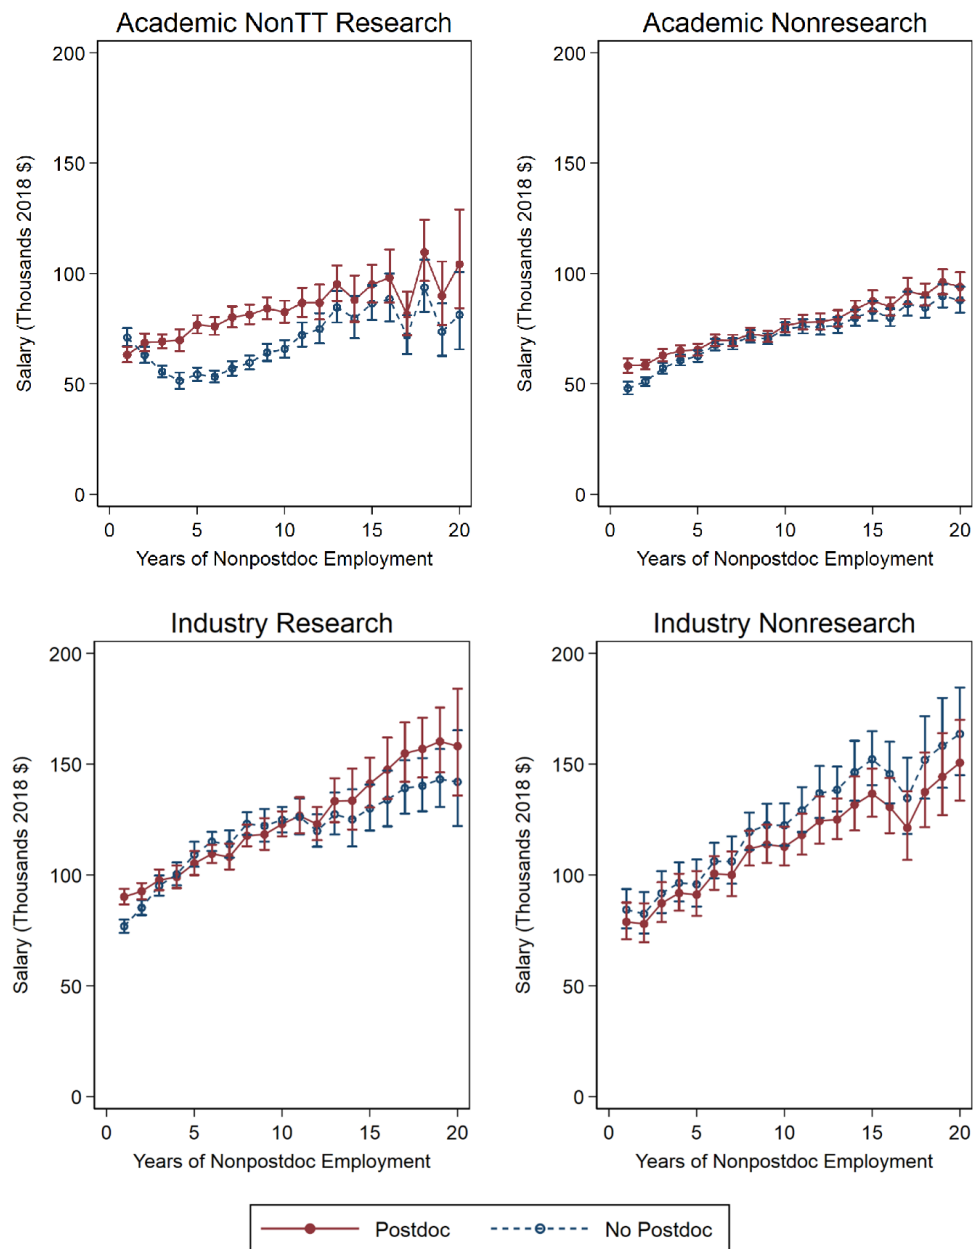 Academic NonTT Research
Salary (Thousands 2018 $)
200
150
100
50
0
0 5 10 15 20
Years of Nonpostdoc Employment
Academic Nonresearch
Salary (Thousands 2018 $)
200
150
100
50
0
0 5 10 15 20
Years of Nonpostdoc Employment
Industry Research
Salary (Thousands 2018 $)
200
150
100
50
0
0 5 10 15 20
Years of Nonpostdoc Employment
Industry Nonresearch
Salary (Thousands 2018 $)
200
150
100
50
0
0 5 10 15 20
Years of Nonpostdoc Employment
Postdoc No Postdoc